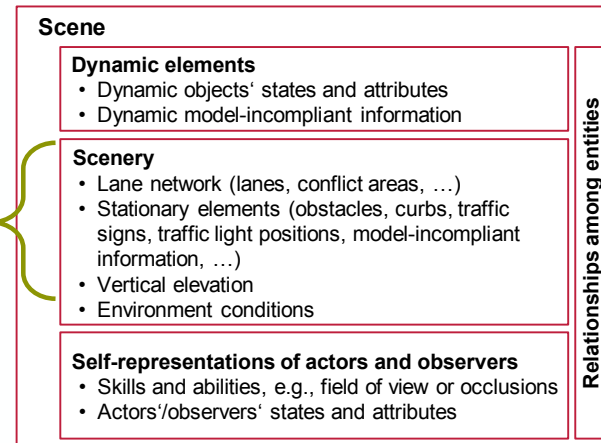 Scene
Dynamic elements
• Dynamic objects‘ states and attributes
• Dynamic model-incompliant information
Scenery
• Lane network (lanes, conflict areas, …)
• Stationary elements (obstacles, curbs, traffic
signs, traffic light positions, model-incompliant
information, …)
• Vertical elevation
• Environment conditions
Self-representations of actors and observers
• Skills and abilities, e.g., field of view or occlusions
• Actors‘/observers‘ states and attributes
Relationships among entities